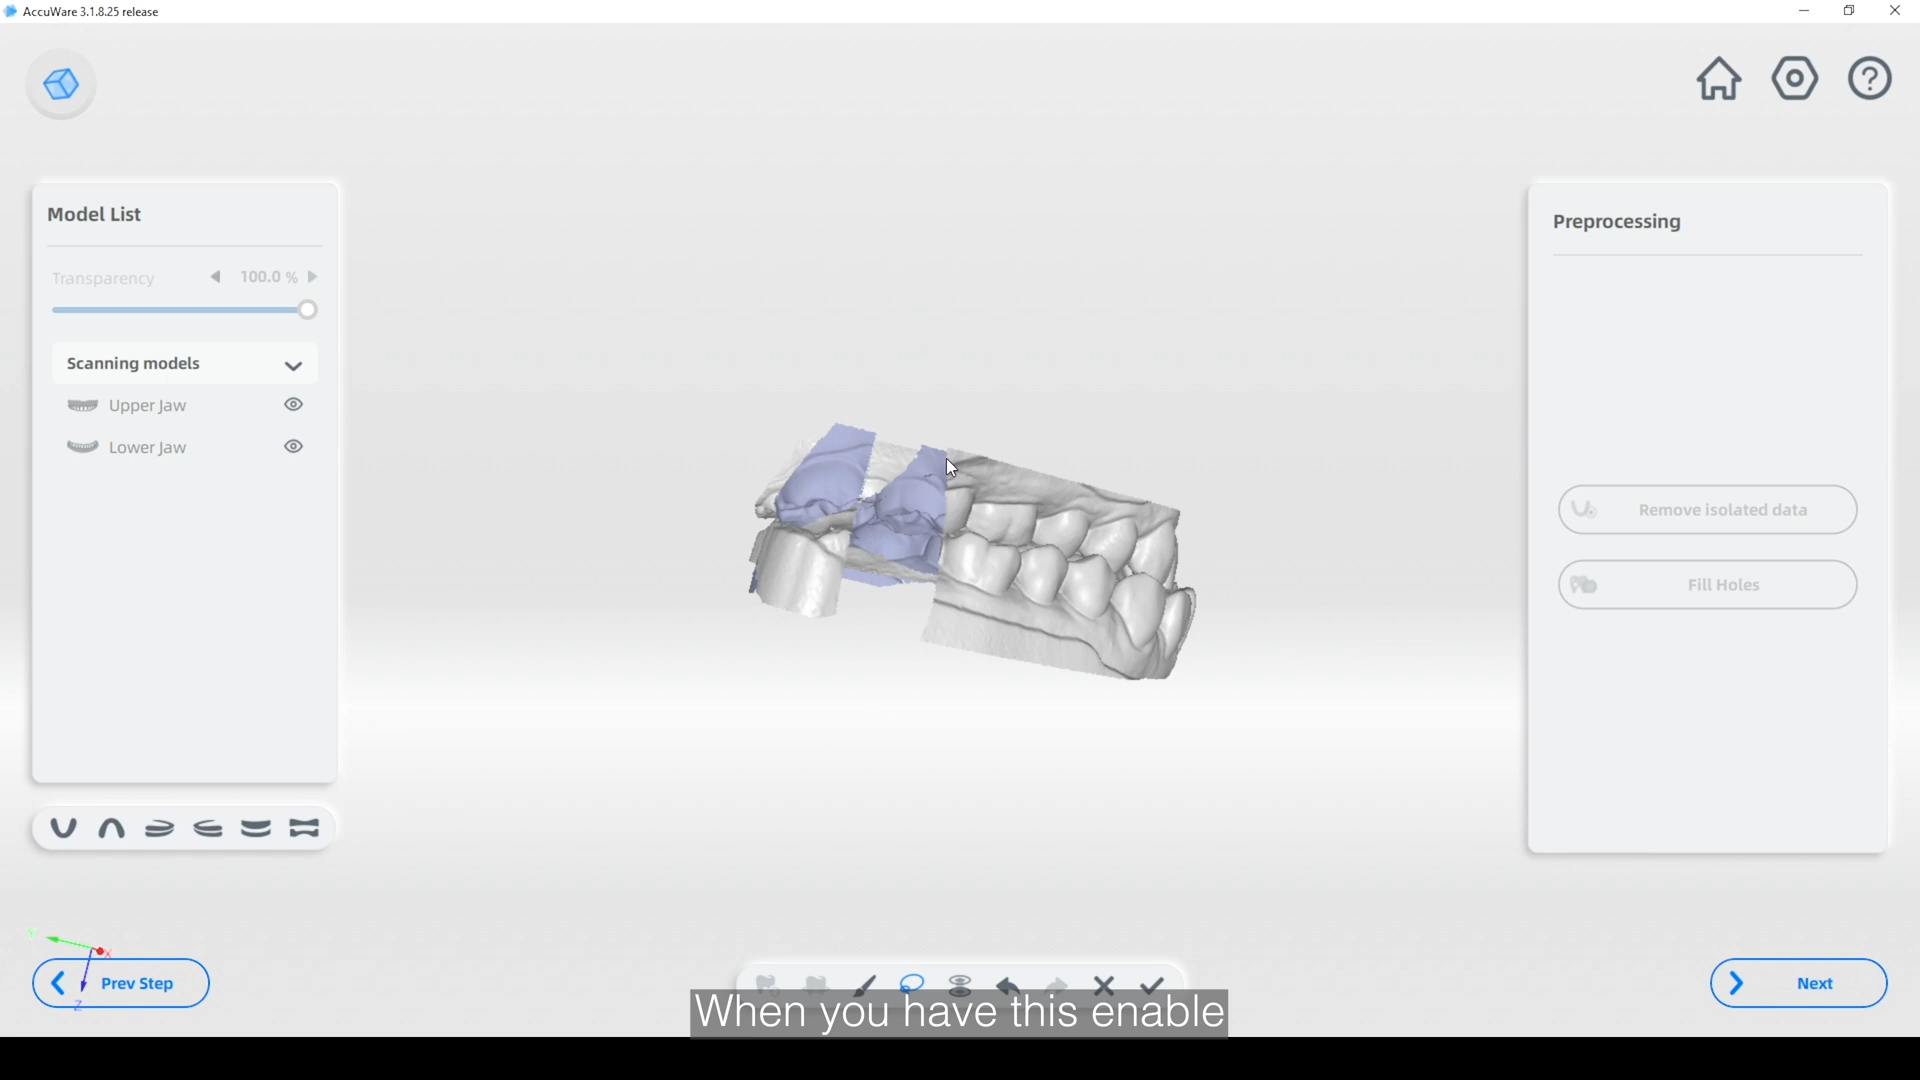 AccuWare 3.1.8.25 release
Model List
Transparency
100.0 %
Scanning models
Upper Jaw
Lower Jaw
Preprocessing
Remove isolated data
Fill Holes
Y
X
Z
Prev Step
Next
When you have this enable